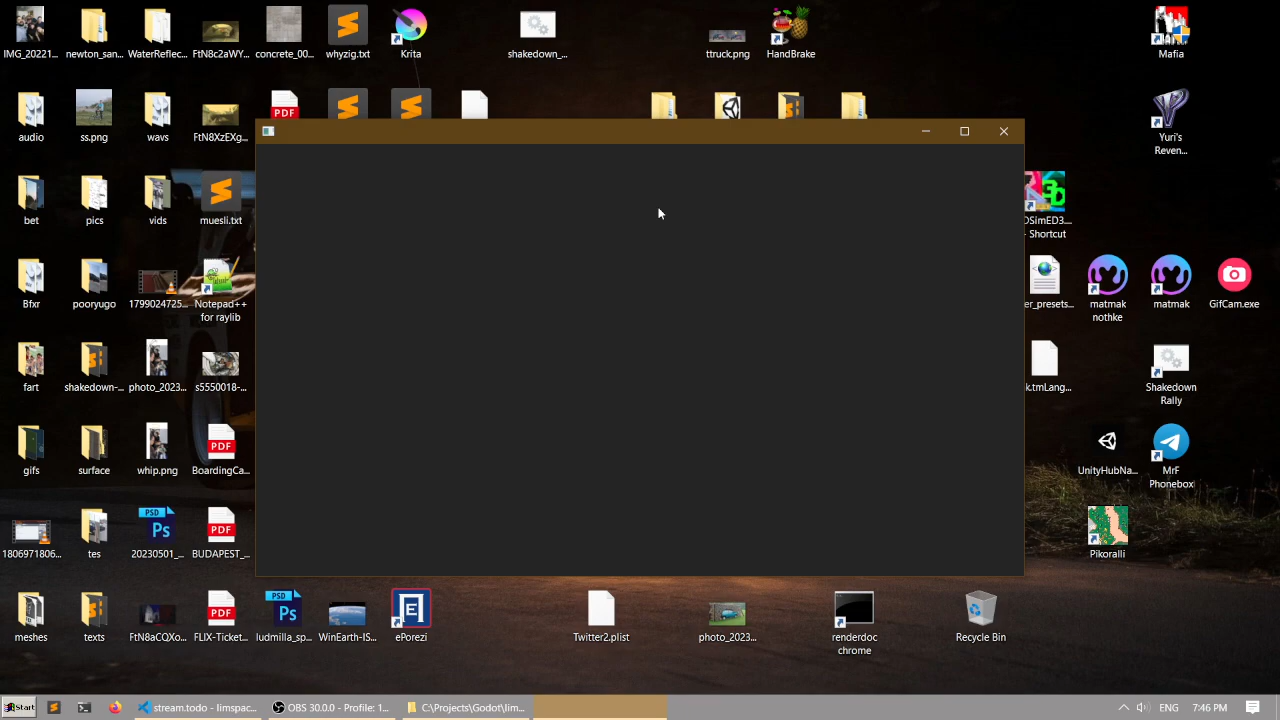 IMG_20221...
newton_san...
WaterReflec...
FtN8c2aWY...
concrete_00...
whyzig.txt
Krita
shakedown_...
ttruck.png
HandBrake
Mafia
audio
ss.png
wavs
FtN8XzEXg...
PDF
Yuri's
Reven...
bet
pics
vids
muesli.txt
DSimED3....
- Shortcut
Bfxr
pooryugo
1799024725...
Notepad++
for raylib
er_presets...
matmak
nothke
matmak
GifCam.exe
fart
shakedown-...
photo_2023...
s5550018-...
k.tmLang...
Shakedown
Rally
gifs
surface
whip.png
PDF
BoardingCa...
UnityHubNa...
MrF
Phonebox
1806971806...
tes
PSD
Ps
20230501_...
PDF
BUDAPEST_...
Pikoralli
meshes
texts
FtN8aCQXo...
PDF
FLIX-Ticket...
PSD
Ps
ludmilla_sp...
WinEarth-IS...
E
ePorezi
Twitter2.plist
photo_2023...
renderdoc
chrome
Recycle Bin
Start
stream.todo - limspac...
OBS 30.0.0 - Profile: 1...
C:\Projects\Godot\lim...
ENG
7:46 PM